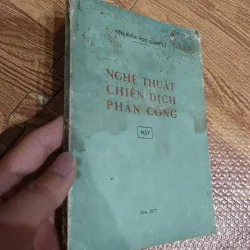 NGHỆ THUẬT
CHIẾN DỊCH
PHẢN CÔNG
MẬT